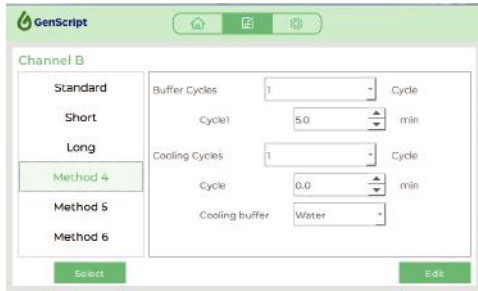 GenScript
Channel B
Standard
Short
Long
Method 4
Method 5
Method 6
Select
Buffer Cycles 1 Cycle
Cycle1 5.0 min
Cooling Cycles 1 Cycle
Cycle 0.0 min
Cooling buffer Water
Edit